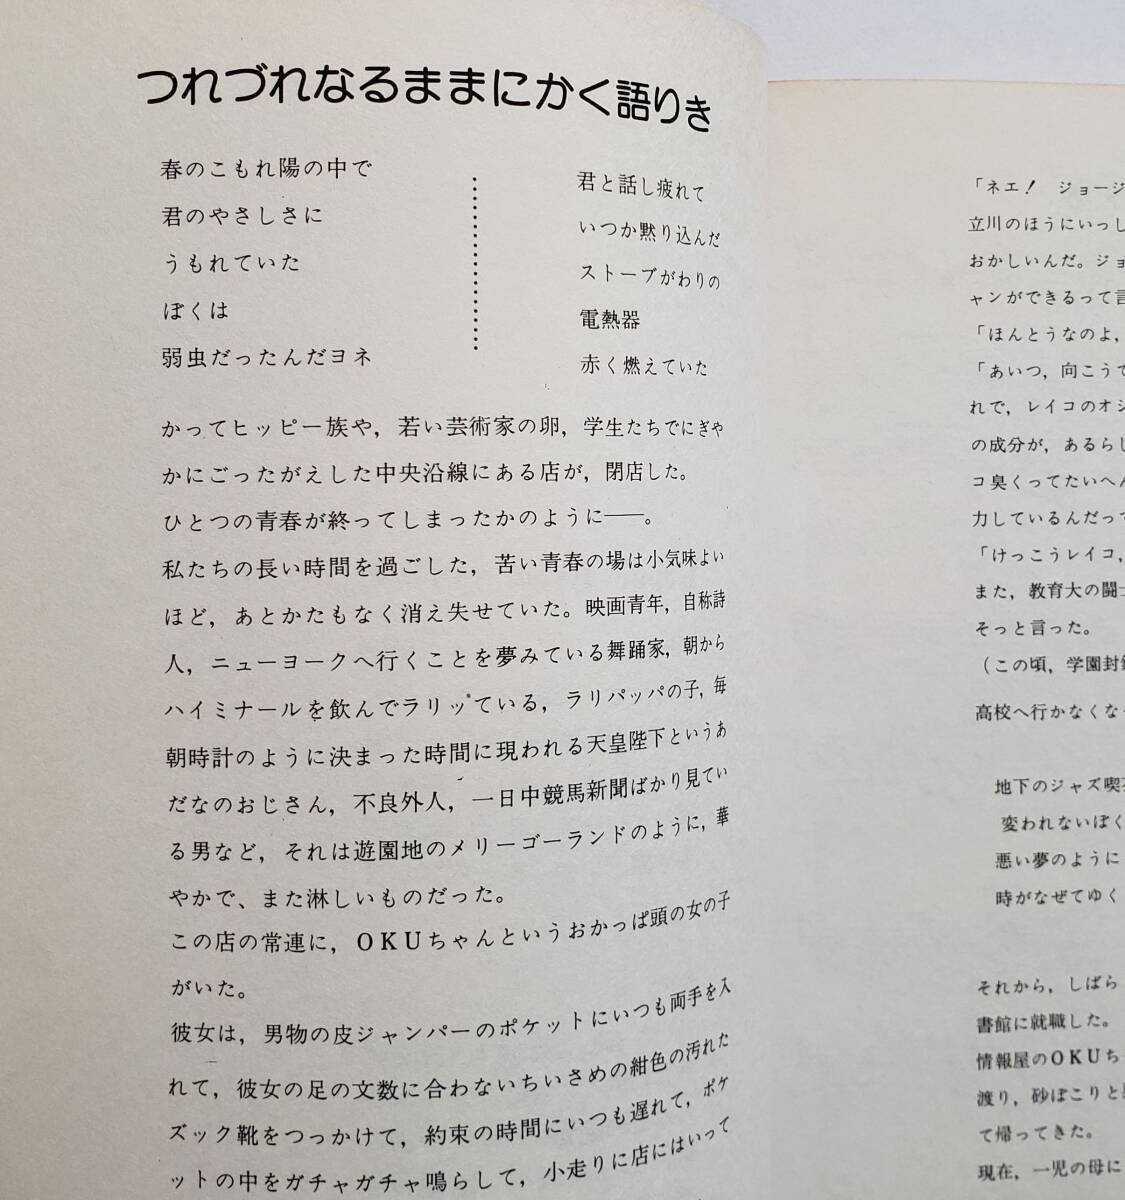 つれづれなるままにかく語りき
春のこもれ陽の中で
君のやさしさに
うもれていた
ぼくは
弱虫だったんだヨネ
君と話し疲れて
いつか黙り込んだ
ストーブがわりの
電熱器
赤く燃えていた
かってヒッピー族や，若い芸術家の卵，学生たちでにぎや
かにごったがえした中央沿線にある店が，閉店した。
ひとつの青春が終ってしまったかのように──。
私たちの長い時間を過ごした，苦い青春の場は小気味よい
ほど，あとかたもなく消え失せていた。映画青年，自称詩
人，ニューヨークへ行くことを夢みている舞踊家，朝から
ハイミナールを飲んでラリッている，ラリパッパの子，毎
朝時計のように決まった時間に現われる天皇陛下というあ
だなのおじさん，不良外人，一日中競馬新聞ばかり見てい
る男など，それは遊園地のメリーゴーランドのように，華
やかで、また淋しいものだった。
この店の常連に，OKUちゃんというおかっぱ頭の女の子
がいた。
彼女は，男物の皮ジャンパーのポケットにいつも両手を入
れて，彼女の足の文数に合わないちいさめの紺色の汚れた
ズック靴をつっかけて，約束の時間にいつも遅れて，ポケ
ットの中をガチャガチャ鳴らして，小走りに店にはいって
「ネエ！　ジョージ
立川のほうにいっし
おかしいんだ。ジョ
ャンができるって言
「ほんとうなのよ，
「あいつ，向こうで
れで，レイコのオジ
の成分が，あるらし
コ臭くってたいへん
力しているんだって
「けっこうレイコ，
また，教育大の闘士
そっと言った。
（この頃，学園封鎖
高校へ行かなくなっ
地下のジャズ喫茶
変われないぼく
悪い夢のように
時がなぜてゆく
それから，しばら
書館に就職した。
情報屋のOKUち
渡り，砂ぼこりと
て帰ってきた。
現在，一児の母に